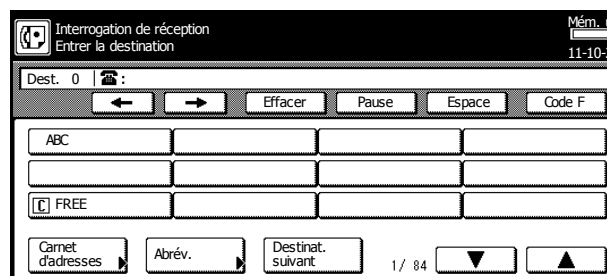 Interrogation de réception
Entrer la destination
Mém.
11-10-
Dest. 0 ☎:
← → Effacer Pause Espace Code F
ABC
C FREE
Carnet d'adresses
Abrév.
Destinat. suivant
1/ 84 ▼ ▲